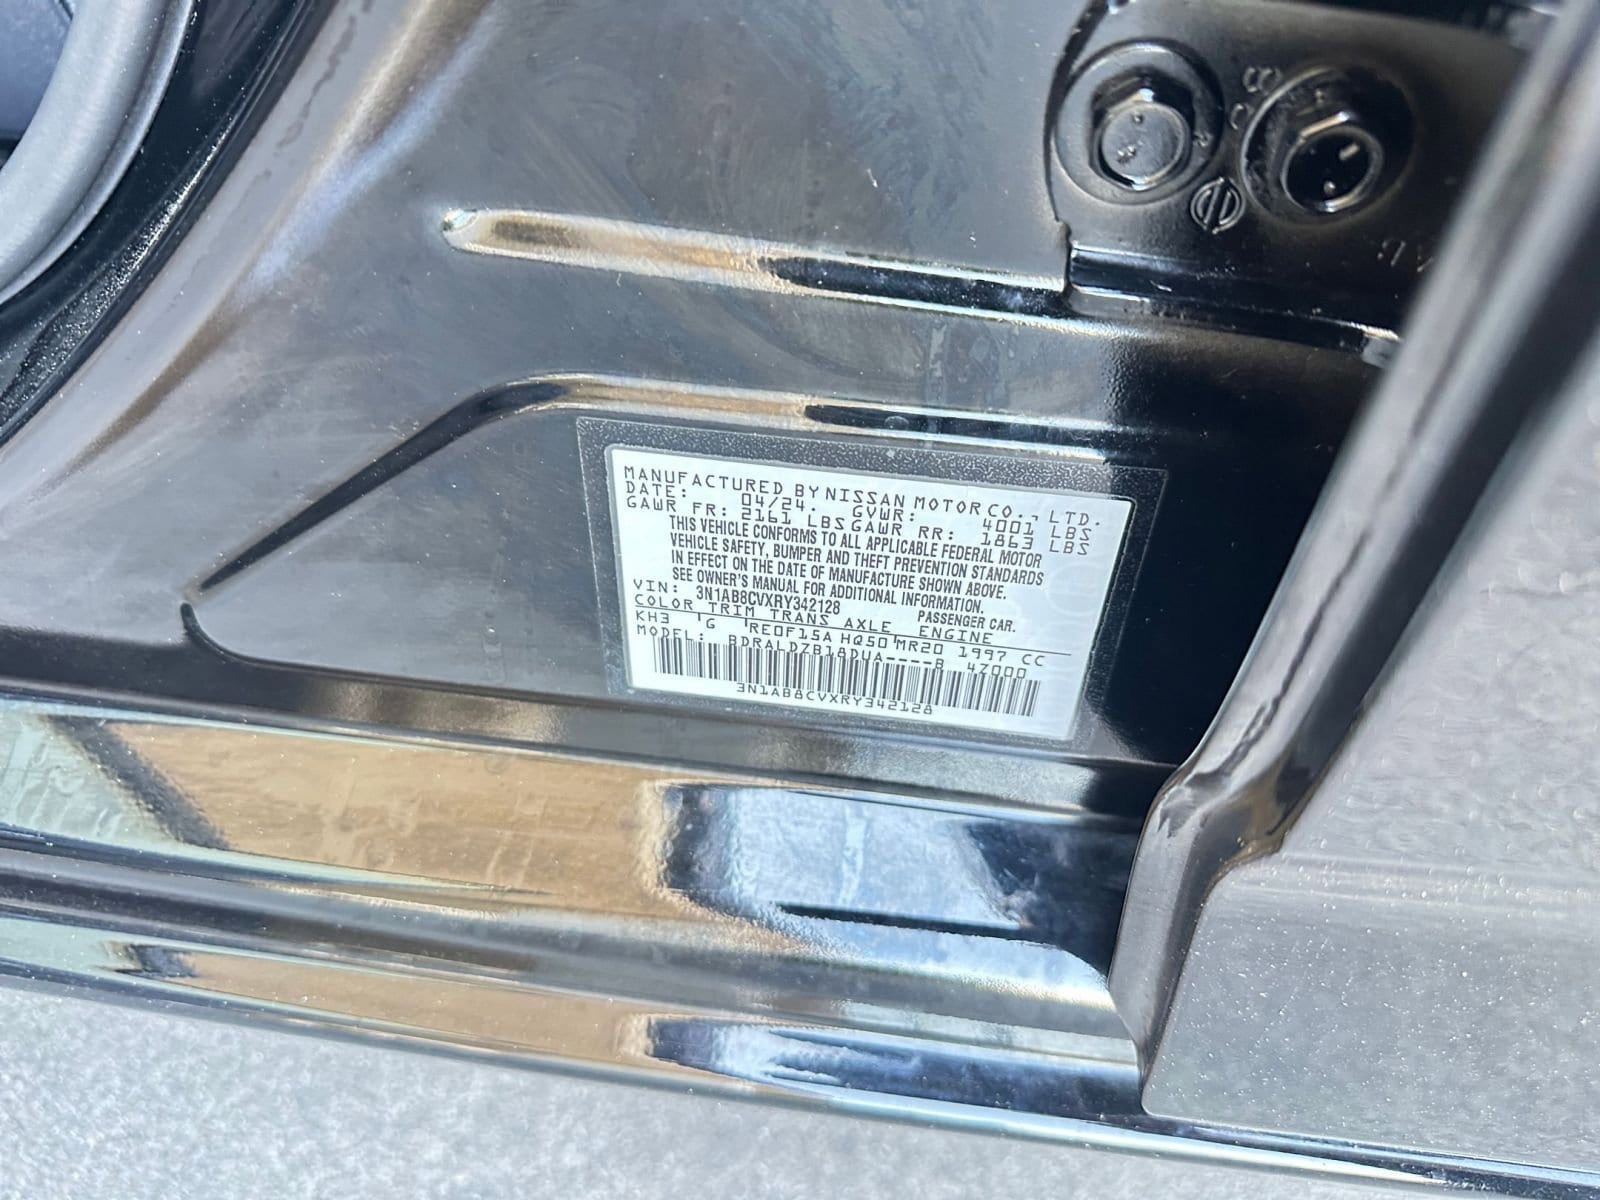 MANUFACTURED BY NISSAN MOTOR CO., LTD.
DATE: 04/24. GVWR: 4001 LBS
GAWR FR: 2161 LBS GAWR RR: 1863 LBS
THIS VEHICLE CONFORMS TO ALL APPLICABLE FEDERAL MOTOR
VEHICLE SAFETY, BUMPER AND THEFT PREVENTION STANDARDS
IN EFFECT ON THE DATE OF MANUFACTURE SHOWN ABOVE.
SEE OWNER'S MANUAL FOR ADDITIONAL INFORMATION.
VIN: 3N1AB8CVXRY342128 PASSENGER CAR.
COLOR TRIM TRANS AXLE ENGINE
KH3 G RE0F15A HQ50 MR20 1997 CC
MODEL: BDRALDZB18DUA----B 4Z000
3N1AB8CVXRY342128